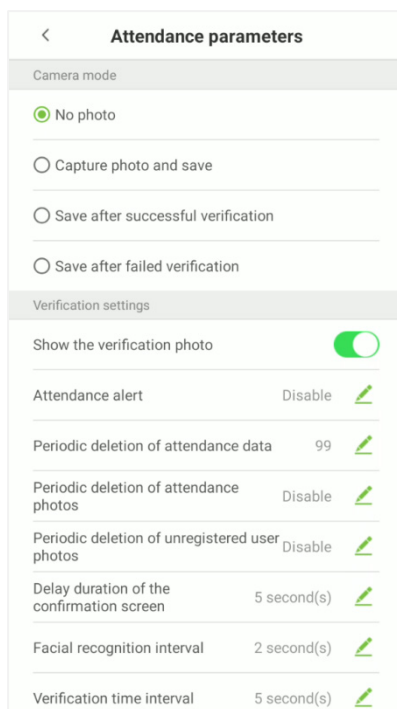 Attendance parameters
Camera mode
No photo
Capture photo and save
Save after successful verification
Save after failed verification
Verification settings
Show the verification photo
Attendance alert Disable
Periodic deletion of attendance data 99
Periodic deletion of attendance
photos Disable
Periodic deletion of unregistered user
photos Disable
Delay duration of the
confirmation screen 5 second(s)
Facial recognition interval 2 second(s)
Verification time interval 5 second(s)